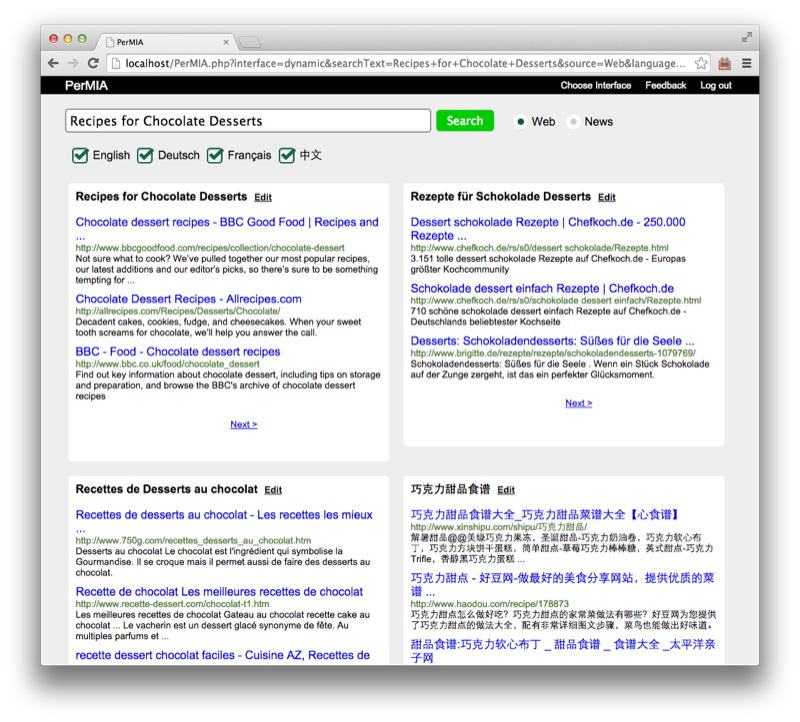 PerMIA
localhost/PerMIA.php?interface=dynamic&searchText=Recipes+for+Chocolate+Desserts&source=Web&language...
PerMIA
Choose Interface Feedback Log out
Recipes for Chocolate Desserts
Search
Web
News
English
Deutsch
Français
中文
Recipes for Chocolate Desserts Edit
Chocolate dessert recipes - BBC Good Food | Recipes and
...
http://www.bbcgoodfood.com/recipes/collection/chocolate-dessert
Not sure what to cook? We've pulled together our most popular recipes,
our latest additions and our editor's picks, so there's sure to be something
tempting for ...
Chocolate Dessert Recipes - Allrecipes.com
http://allrecipes.com/Recipes/Desserts/Chocolate/
Decadent cakes, cookies, fudge, and cheesecakes. When your sweet
tooth screams for chocolate, we'll help you answer the call.
BBC - Food - Chocolate dessert recipes
http://www.bbc.co.uk/food/chocolate_dessert
Find out key information about chocolate dessert, including tips on storage
and preparation, and browse the BBC's archive of chocolate dessert
recipes
Next >
Rezepte für Schokolade Desserts Edit
Dessert schokolade Rezepte | Chefkoch.de - 250.000
Rezepte ...
http://www.chefkoch.de/rs/s0/dessert schokolade/Rezepte.html
3.151 tolle dessert schokolade Rezepte auf Chefkoch.de - Europas
größter Kochcommunity
Schokolade dessert einfach Rezepte | Chefkoch.de
http://www.chefkoch.de/rs/s0/schokolade dessert einfach/Rezepte.html
710 schöne schokolade dessert einfach Rezepte auf Chefkoch.de -
Deutschlands beliebtester Kochseite
Desserts: Schokoladendesserts: Süßes für die Seele ...
http://www.brigitte.de/rezepte/rezepte/schokoladendesserts-1079769/
Schokoladendesserts: Süßes für die Seele . Wenn ein Stück Schokolade
auf der Zunge zergeht, ist das ein perfekter Glücksmoment.
Next >
Recettes de Desserts au chocolat Edit
Recettes de desserts au chocolat - Les recettes les mieux
...
http://www.750g.com/recettes_desserts_au_chocolat.htm
Desserts au chocolat Le chocolat est l'ingrédient qui symbolise la
Gourmandise. Il se croque mais il permet aussi de faire des desserts au
chocolat.
Recette de chocolat Les meilleures recettes de chocolat
http://www.recette-dessert.com/chocolat-t1.htm
Les meilleures recettes de chocolat Gateau au chocolat recette cake au
chocolat ... Le vacherin est un dessert glacé synonyme de fête. Au
multiples parfums et ...
recette dessert chocolat faciles - Cuisine AZ, Recettes de
巧克力甜品食谱 Edit
巧克力甜品食谱大全_巧克力甜品菜谱大全【心食谱】
http://www.xinshipu.com/shipu/巧克力甜品/
解暑甜品@@美级巧克力果冻，圣诞甜品-巧克力奶油卷，巧克力软心布
丁，巧克力方块饼干蛋糕，简单甜点-草莓巧克力棒棒糖，英式甜点-巧克力
Trifle，香醇黑巧克力蛋糕 ...
巧克力甜点 - 好豆网-做最好的美食分享网站，提供优质的菜
谱 ...
http://www.haodou.com/recipe/178873
巧克力甜点怎么做好吃？巧克力甜点的家常菜做法有哪些？好豆网为您提供
了巧克力甜点的做法大全，配有非常详细图文步骤，菜鸟也能做出好味道。
甜品食谱:巧克力软心布丁 _ 甜品食谱 _ 食谱大全 _太平洋亲
子网